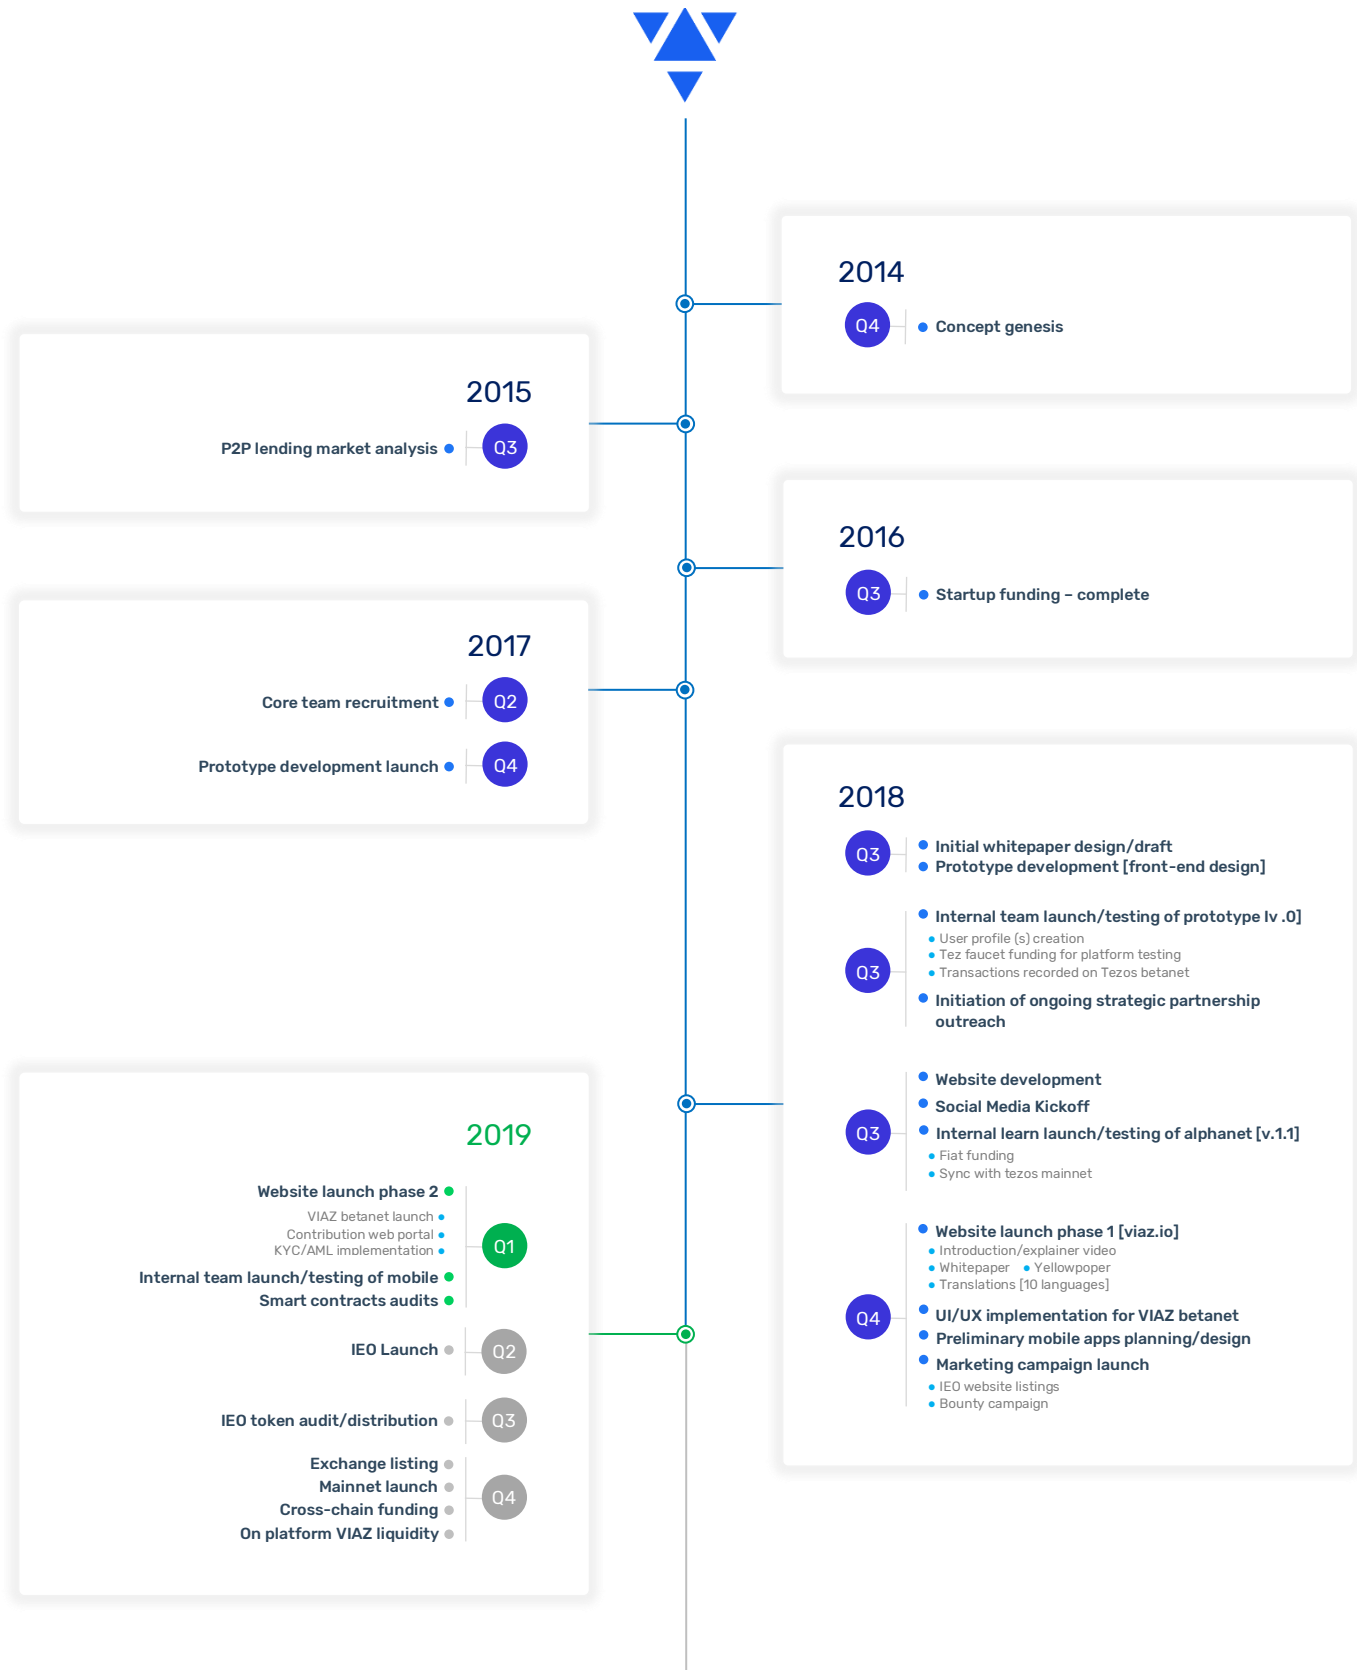 2014
Q4
Concept genesis
2015
P2P lending market analysis
Q3
2016
Q3
Startup funding – complete
2017
Core team recruitment
Q2
Prototype development launch
Q4
2018
Q3
Initial whitepaper design/draft
Prototype development [front-end design]
Q3
Internal team launch/testing of prototype lv .0]
User profile (s) creation
Tez faucet funding for platform testing
Transactions recorded on Tezos betanet
Initiation of ongoing strategic partnership
outreach
Q3
Website development
Social Media Kickoff
Internal learn launch/testing of alphanet [v.1.1]
Fiat funding
Sync with tezos mainnet
Q4
Website launch phase 1 [viaz.io]
Introduction/explainer video
Whitepaper Yellowpoper
Translations [10 languages]
UI/UX implementation for VIAZ betanet
Preliminary mobile apps planning/design
Marketing campaign launch
IEO website listings
Bounty campaign
2019
Website launch phase 2
VIAZ betanet launch
Contribution web portal
KYC/AML implementation
Q1
Internal team launch/testing of mobile
Smart contracts audits
IEO Launch
Q2
IEO token audit/distribution
Q3
Exchange listing
Mainnet launch
Q4
Cross-chain funding
On platform VIAZ liquidity